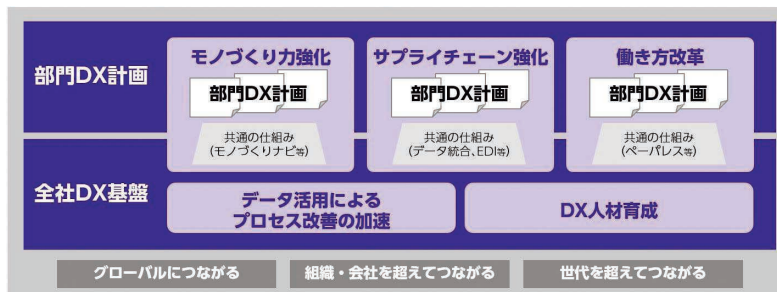 部門DX計画
モノづくり力強化
部門DX計画
共通の仕組み
(モノづくりナビ等)
サプライチェーン強化
部門DX計画
共通の仕組み
(データ統合、EDI等)
働き方改革
部門DX計画
共通の仕組み
(ペーパレス等)
全社DX基盤
データ活用による
プロセス改善の加速
DX人材育成
グローバルにつながる
組織・会社を超えてつながる
世代を超えてつながる